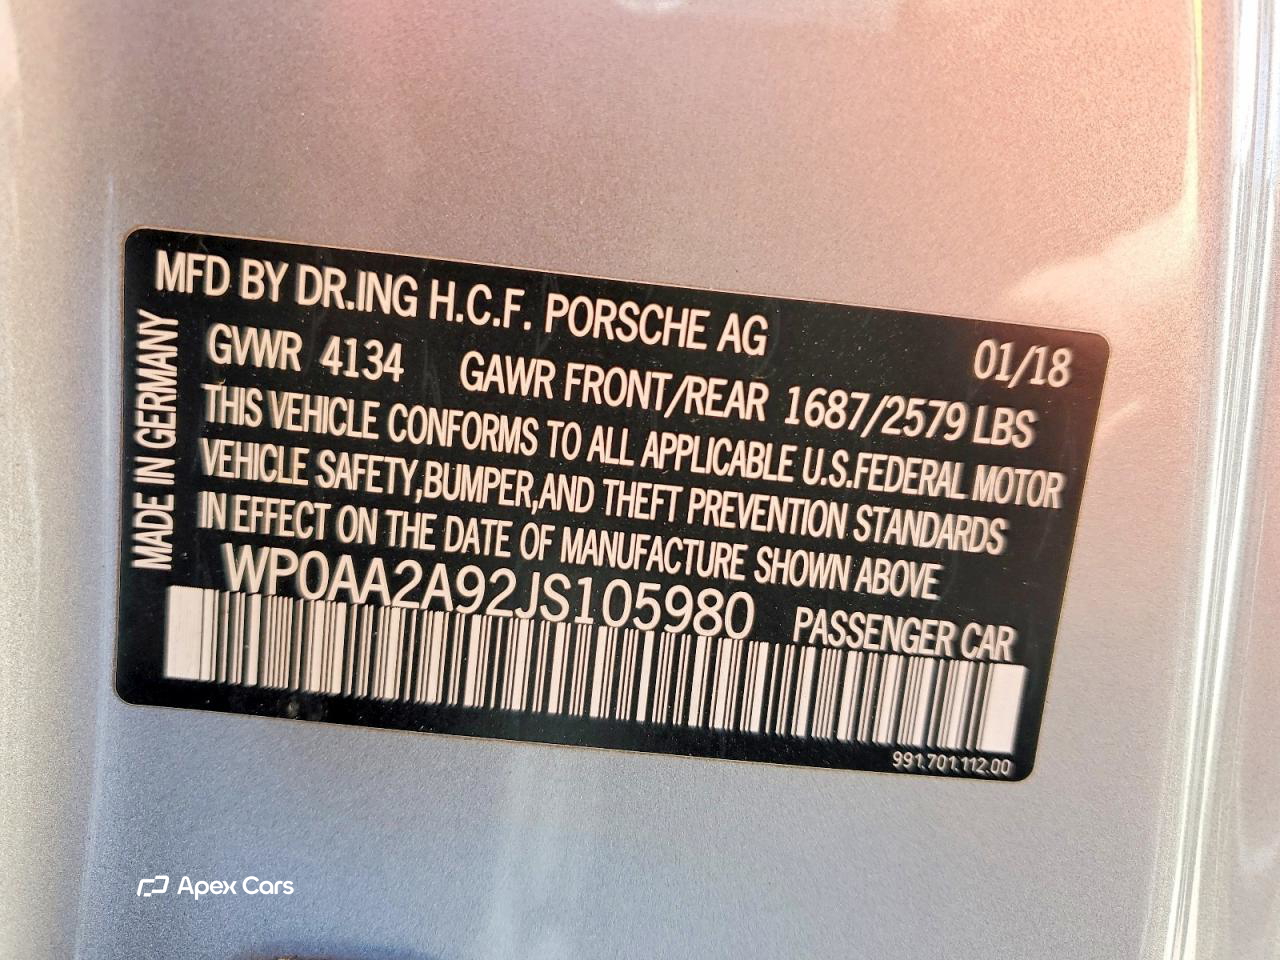 MFD BY DR.ING H.C.F. PORSCHE AG
01/18
GVWR 4134 GAWR FRONT/REAR 1687/2579 LBS
THIS VEHICLE CONFORMS TO ALL APPLICABLE U.S.FEDERAL MOTOR
VEHICLE SAFETY,BUMPER,AND THEFT PREVENTION STANDARDS
IN EFFECT ON THE DATE OF MANUFACTURE SHOWN ABOVE
WP0AA2A92JS105980 PASSENGER CAR
991.701.112.00
MADE IN GERMANY
Apex Cars